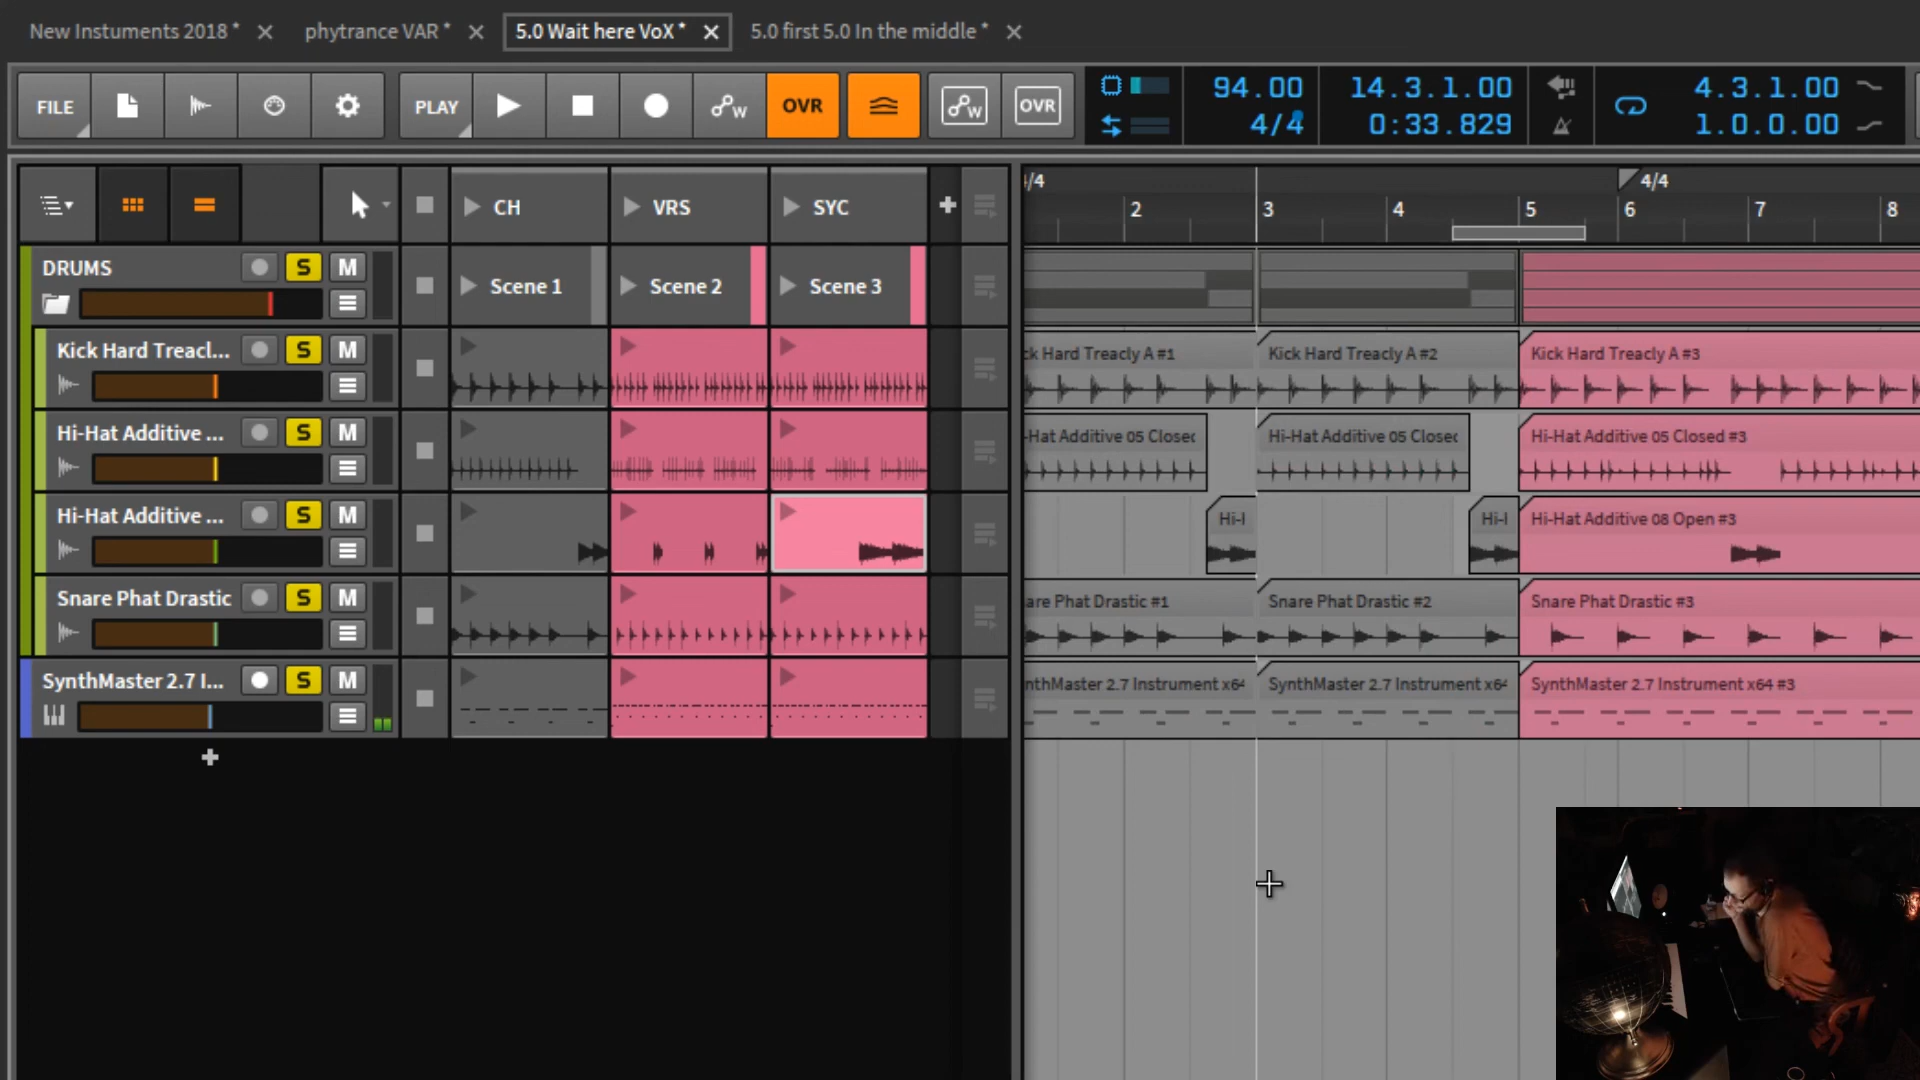 New Instuments 2018 *
phytrance VAR *
5.0 Wait here VoX *
5.0 first 5.0 In the middle *
FILE
PLAY
W
OVR
W
OVR
94.00
4/4
14.3.1.00
0:33.829
4.3.1.00
1.0.0.00
CH
VRS
SYC
/4
4/4
2
3
4
5
6
7
8
DRUMS
S
M
Scene 1
Scene 2
Scene 3
Kick Hard Treacl...
S
M
ck Hard Treacly A #1
Kick Hard Treacly A #2
Kick Hard Treacly A #3
Hi-Hat Additive ...
S
M
-Hat Additive 05 Closec
Hi-Hat Additive 05 Closec
Hi-Hat Additive 05 Closed #3
Hi-Hat Additive ...
S
M
Hi-I
Hi-I
Hi-Hat Additive 08 Open #3
Snare Phat Drastic
S
M
are Phat Drastic #1
Snare Phat Drastic #2
Snare Phat Drastic #3
SynthMaster 2.7 I...
S
M
nthMaster 2.7 Instrument x64
SynthMaster 2.7 Instrument x64
SynthMaster 2.7 Instrument x64 #3